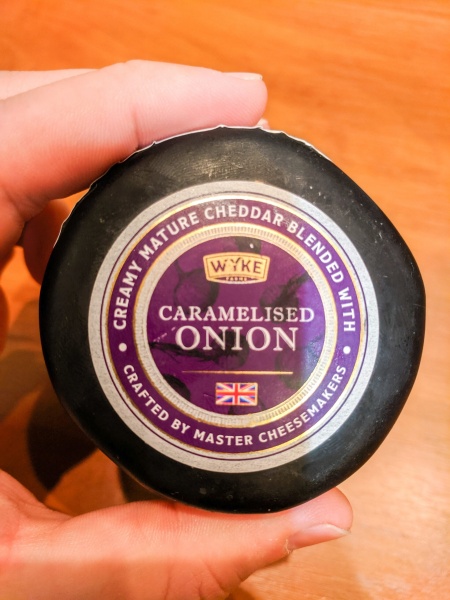 CREAMY MATURE CHEDDAR BLENDED WITH
WYKE
FARMS
CARAMELISED
ONION
• CRAFTED BY MASTER CHEESEMAKERS •